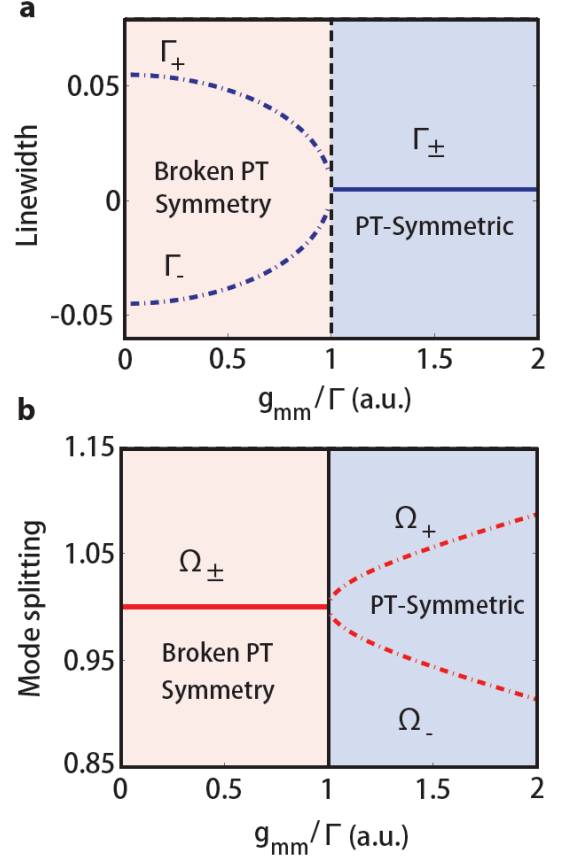 a
0.05
0
-0.05
Linewidth
Γ+
Γ-
Broken PT
Symmetry
Γ±
PT-Symmetric
0 0.5 1 1.5 2
gmm/Γ (a.u.)
b
1.15
1.05
0.95
0.85
Mode splitting
Ω±
Broken PT
Symmetry
Ω+
PT-Symmetric
Ω-
0 0.5 1 1.5 2
gmm/Γ (a.u.)